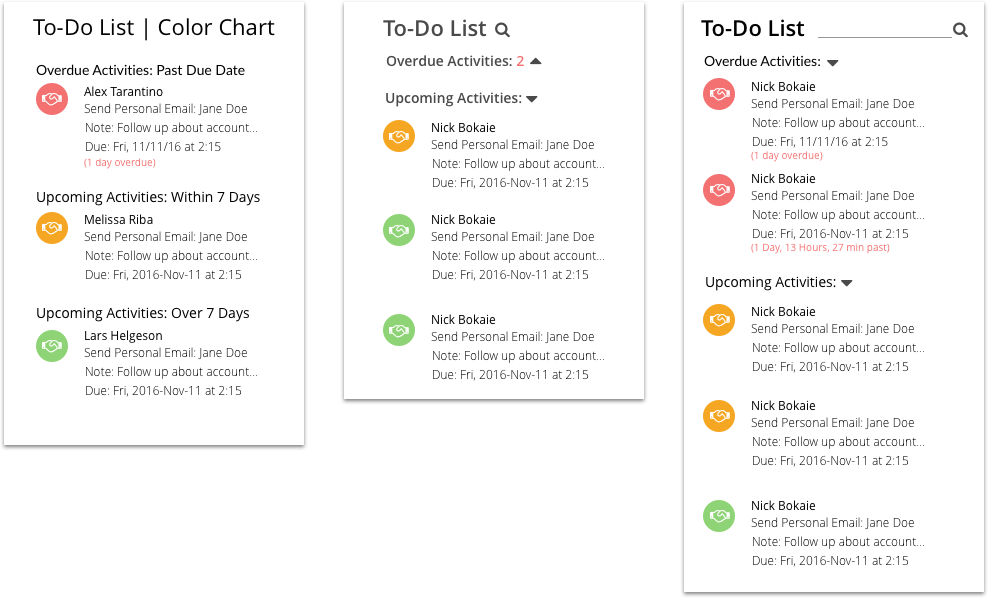 To-Do List | Color Chart
Overdue Activities: Past Due Date
Alex Tarantino
Send Personal Email: Jane Doe
Note: Follow up about account...
Due: Fri, 11/11/16 at 2:15
(1 day overdue)
Upcoming Activities: Within 7 Days
Melissa Riba
Send Personal Email: Jane Doe
Note: Follow up about account...
Due: Fri, 2016-Nov-11 at 2:15
Upcoming Activities: Over 7 Days
Lars Helgeson
Send Personal Email: Jane Doe
Note: Follow up about account...
Due: Fri, 2016-Nov-11 at 2:15
To-Do List
Overdue Activities: 2
Upcoming Activities:
Nick Bokaie
Send Personal Email: Jane Doe
Note: Follow up about account...
Due: Fri, 2016-Nov-11 at 2:15
Nick Bokaie
Send Personal Email: Jane Doe
Note: Follow up about account...
Due: Fri, 2016-Nov-11 at 2:15
Nick Bokaie
Send Personal Email: Jane Doe
Note: Follow up about account...
Due: Fri, 2016-Nov-11 at 2:15
To-Do List
Overdue Activities:
Nick Bokaie
Send Personal Email: Jane Doe
Note: Follow up about account...
Due: Fri, 11/11/16 at 2:15
(1 day overdue)
Nick Bokaie
Send Personal Email: Jane Doe
Note: Follow up about account...
Due: Fri, 2016-Nov-11 at 2:15
(1 Day, 13 Hours, 27 min past)
Upcoming Activities:
Nick Bokaie
Send Personal Email: Jane Doe
Note: Follow up about account...
Due: Fri, 2016-Nov-11 at 2:15
Nick Bokaie
Send Personal Email: Jane Doe
Note: Follow up about account...
Due: Fri, 2016-Nov-11 at 2:15
Nick Bokaie
Send Personal Email: Jane Doe
Note: Follow up about account...
Due: Fri, 2016-Nov-11 at 2:15